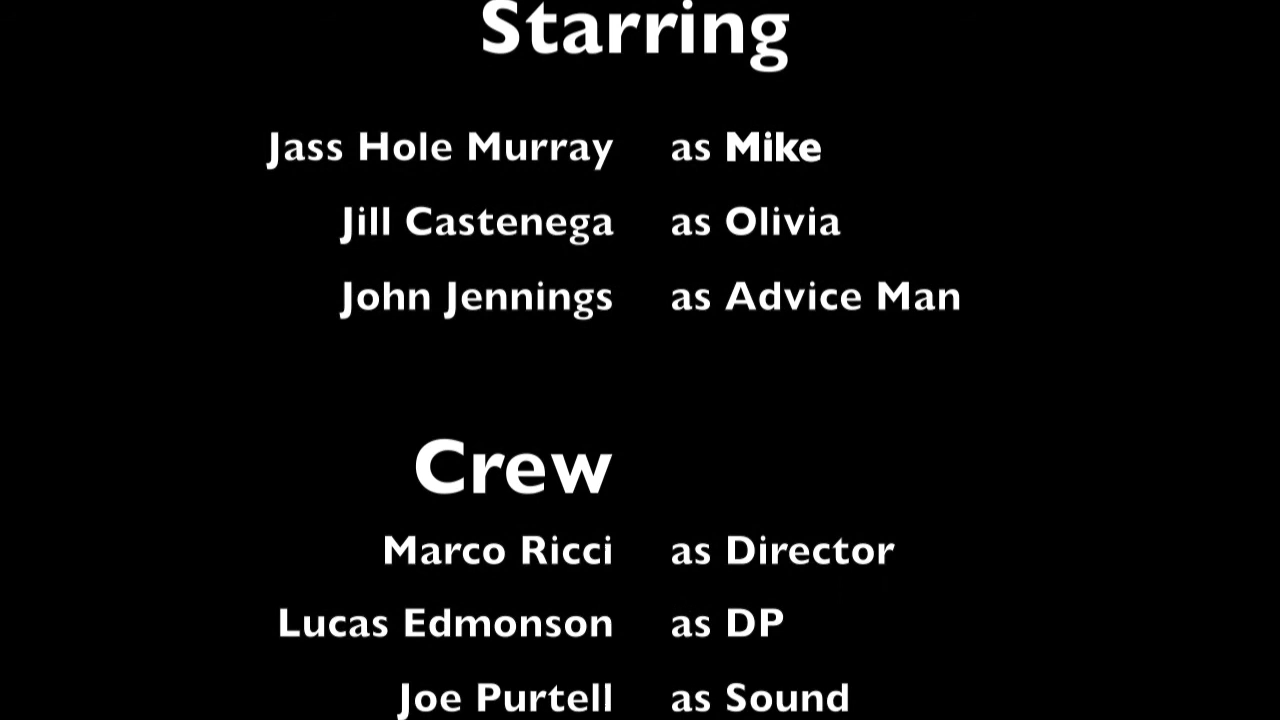 Starring
Jass Hole Murray as Mike
Jill Castenega as Olivia
John Jennings as Advice Man
Crew
Marco Ricci as Director
Lucas Edmonson as DP
Joe Purtell as Sound